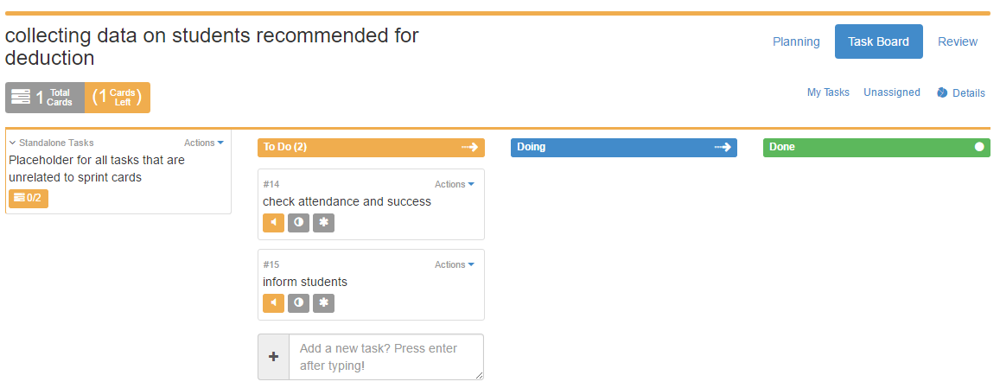 collecting data on students recommended for
deduction
Planning
Task Board
Review
1 Total
Cards
(1 Cards
Left)
My Tasks
Unassigned
Details
Standalone Tasks
Actions
Placeholder for all tasks that are
unrelated to sprint cards
0/2
To Do (2)
Doing
Done
#14
Actions
check attendance and success
#15
Actions
inform students
Add a new task? Press enter
after typing!